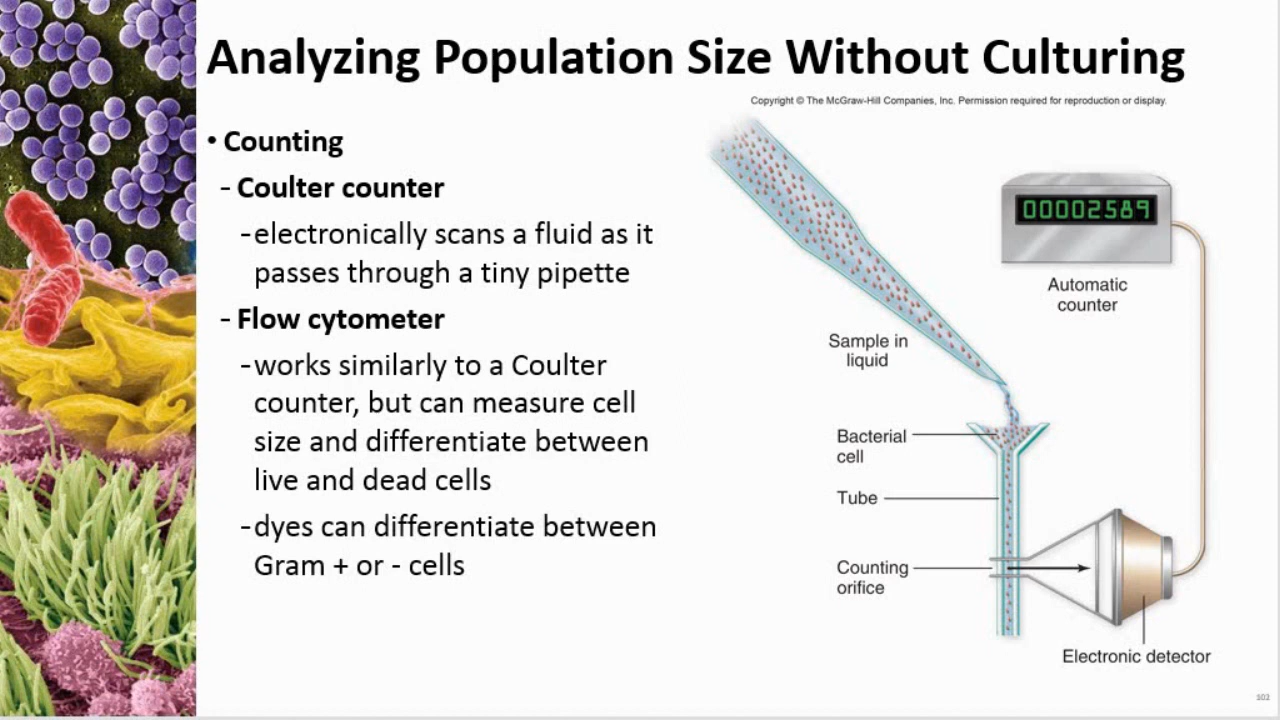 Analyzing Population Size Without Culturing
Copyright © The McGraw-Hill Companies, Inc. Permission required for reproduction or display.
• Counting
- Coulter counter
- electronically scans a fluid as it
passes through a tiny pipette
- Flow cytometer
- works similarly to a Coulter
counter, but can measure cell
size and differentiate between
live and dead cells
- dyes can differentiate between
Gram + or - cells
00002589
Automatic
counter
Sample in
liquid
Bacterial
cell
Tube
Counting
orifice
Electronic detector
102